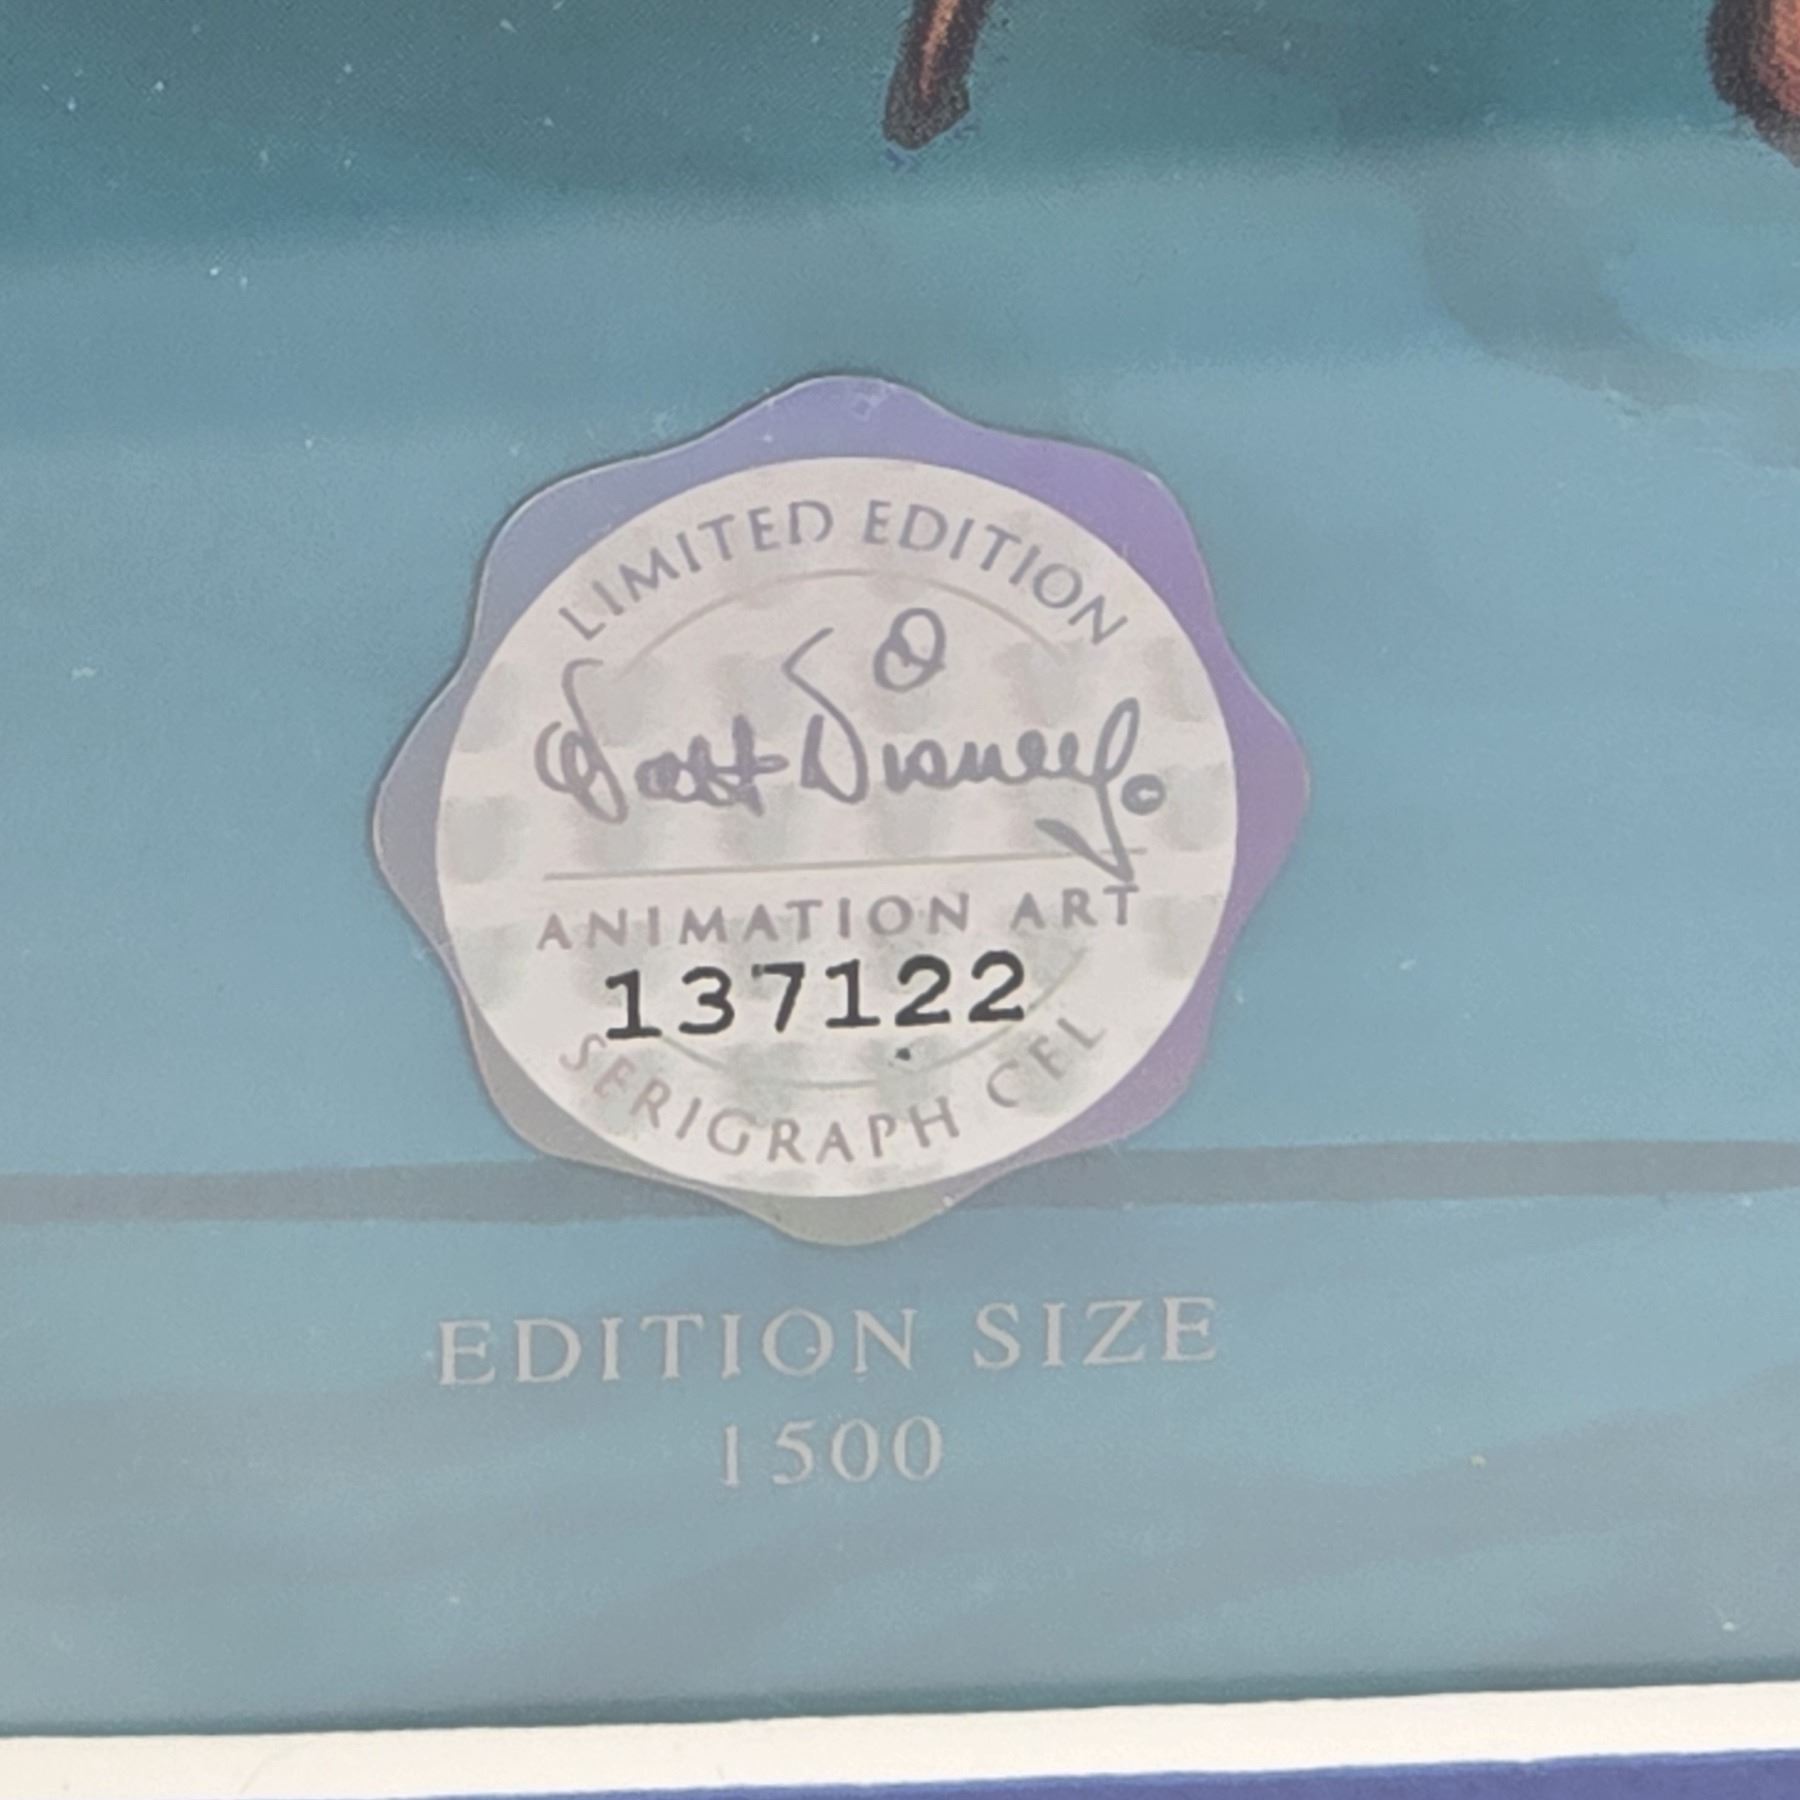 LIMITED EDITION
Walt Disney
ANIMATION ART
137122
SERIGRAPH CEL
EDITION SIZE
1500